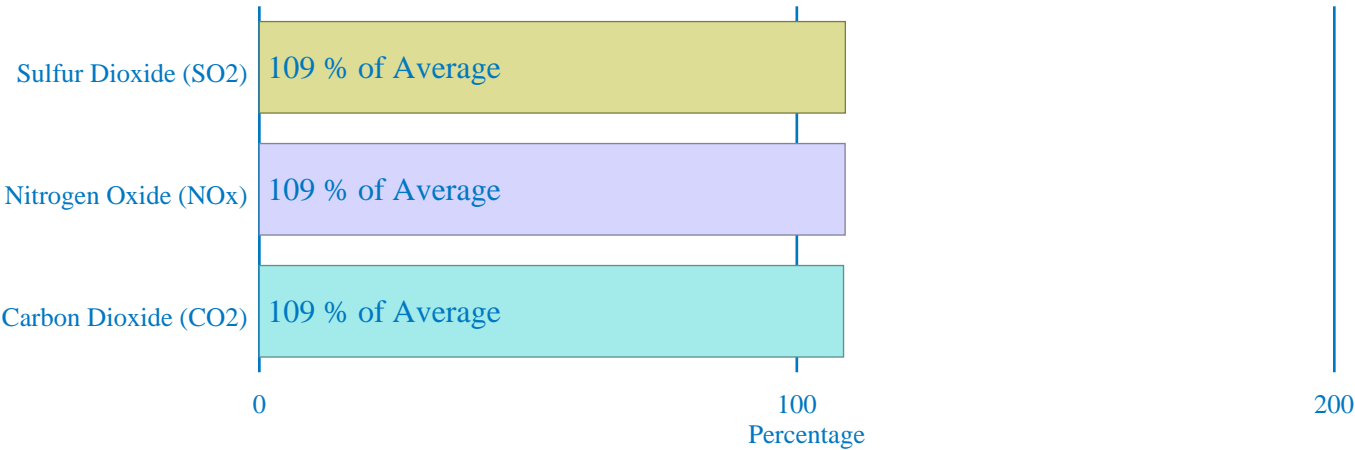 Sulfur Dioxide (SO2)
109 % of Average
Nitrogen Oxide (NOx)
109 % of Average
Carbon Dioxide (CO2)
109 % of Average
0
100
200
Percentage